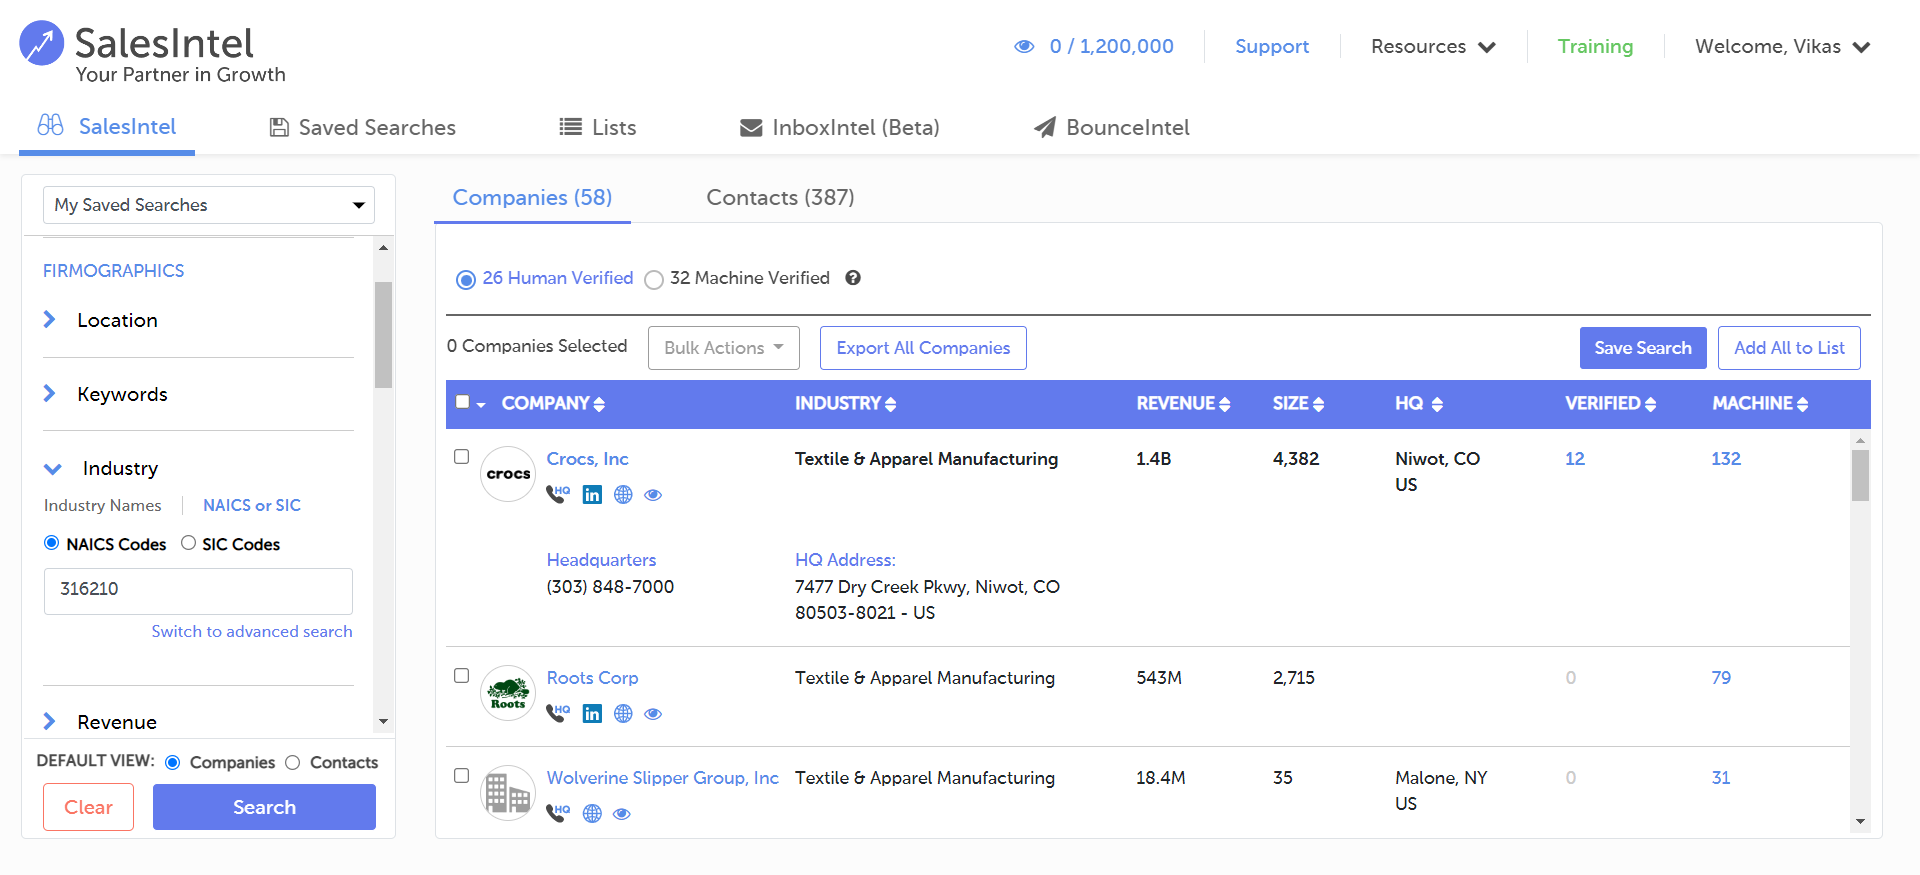 SalesIntel
Your Partner in Growth
0 / 1,200,000
Support
Resources
Training
Welcome, Vikas
SalesIntel
Saved Searches
Lists
InboxIntel (Beta)
BounceIntel
My Saved Searches
FIRMOGRAPHICS
Location
Keywords
Industry
Industry Names
NAICS or SIC
NAICS Codes
SIC Codes
316210
Switch to advanced search
Revenue
DEFAULT VIEW: Companies Contacts
Clear
Search
Companies (58)
Contacts (387)
26 Human Verified
32 Machine Verified
0 Companies Selected
Bulk Actions
Export All Companies
Save Search
Add All to List
COMPANY INDUSTRY REVENUE SIZE HQ VERIFIED MACHINE
crocs
Crocs, Inc Textile & Apparel Manufacturing 1.4B 4,382 Niwot, CO 12 132
US
HQ in
Headquarters HQ Address:
(303) 848-7000 7477 Dry Creek Pkwy, Niwot, CO
80503-8021 - US
Roots
Roots Corp Textile & Apparel Manufacturing 543M 2,715 0 79
HQ in
Wolverine Slipper Group, Inc Textile & Apparel Manufacturing 18.4M 35 Malone, NY 0 31
US
HQ